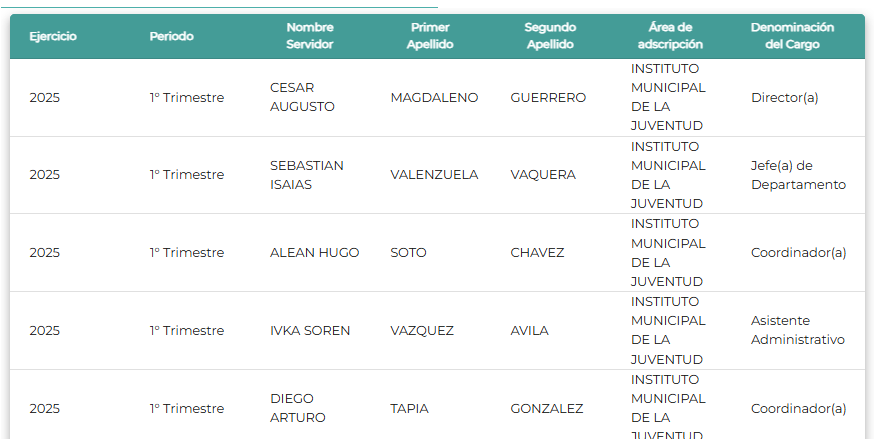 Ejercicio Periodo Nombre Servidor Primer Apellido Segundo Apellido Área de adscripción Denominación del Cargo
2025 1° Trimestre CESAR AUGUSTO MAGDALENO GUERRERO INSTITUTO MUNICIPAL DE LA JUVENTUD Director(a)
2025 1° Trimestre SEBASTIAN ISAIAS VALENZUELA VAQUERA INSTITUTO MUNICIPAL DE LA JUVENTUD Jefe(a) de Departamento
2025 1° Trimestre ALEAN HUGO SOTO CHAVEZ INSTITUTO MUNICIPAL DE LA JUVENTUD Coordinador(a)
2025 1° Trimestre IVKA SOREN VAZQUEZ AVILA INSTITUTO MUNICIPAL DE LA JUVENTUD Asistente Administrativo
2025 1° Trimestre DIEGO ARTURO TAPIA GONZALEZ INSTITUTO MUNICIPAL DE LA JUVENTUD Coordinador(a)